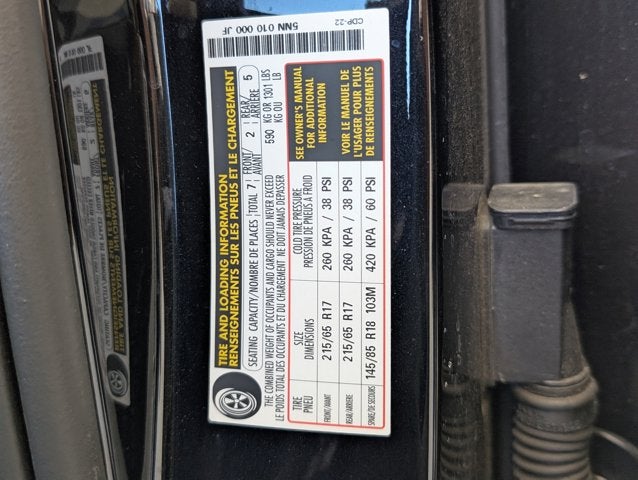 5NN 010 000 JF
CDP-22
TIRE AND LOADING INFORMATION
RENSEIGNEMENTS SUR LES PNEUS ET LE CHARGEMENT
SEATING CAPACITY/NOMBRE DE PLACES | TOTAL 7 | FRONT/AVANT 2 | REAR/ARRIÈRE 5
THE COMBINED WEIGHT OF OCCUPANTS AND CARGO SHOULD NEVER EXCEED 590 KG OR 1301 LBS
LE POIDS TOTAL DES OCCUPANTS ET DU CHARGEMENT NE DOIT JAMAIS DÉPASSER KG OU LB
TIRE PNEU SIZE DIMENSIONS COLD TIRE PRESSURE PRESSION DE PNEUS À FROID
FRONT/AVANT 215/65 R17 260 KPA / 38 PSI
REAR/ARRIÈRE 215/65 R17 260 KPA / 38 PSI
SPARE/DE SECOURS 145/85 R18 103M 420 KPA / 60 PSI
SEE OWNER'S MANUAL
FOR ADDITIONAL
INFORMATION
VOIR LE MANUEL DE
L'USAGER POUR PLUS
DE RENSEIGNEMENTS